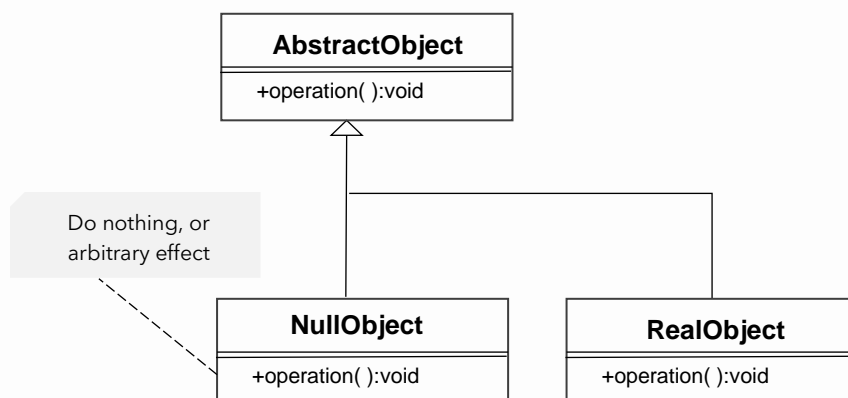 AbstractObject
+operation( ):void
Do nothing, or
arbitrary effect
NullObject
+operation( ):void
RealObject
+operation( ):void